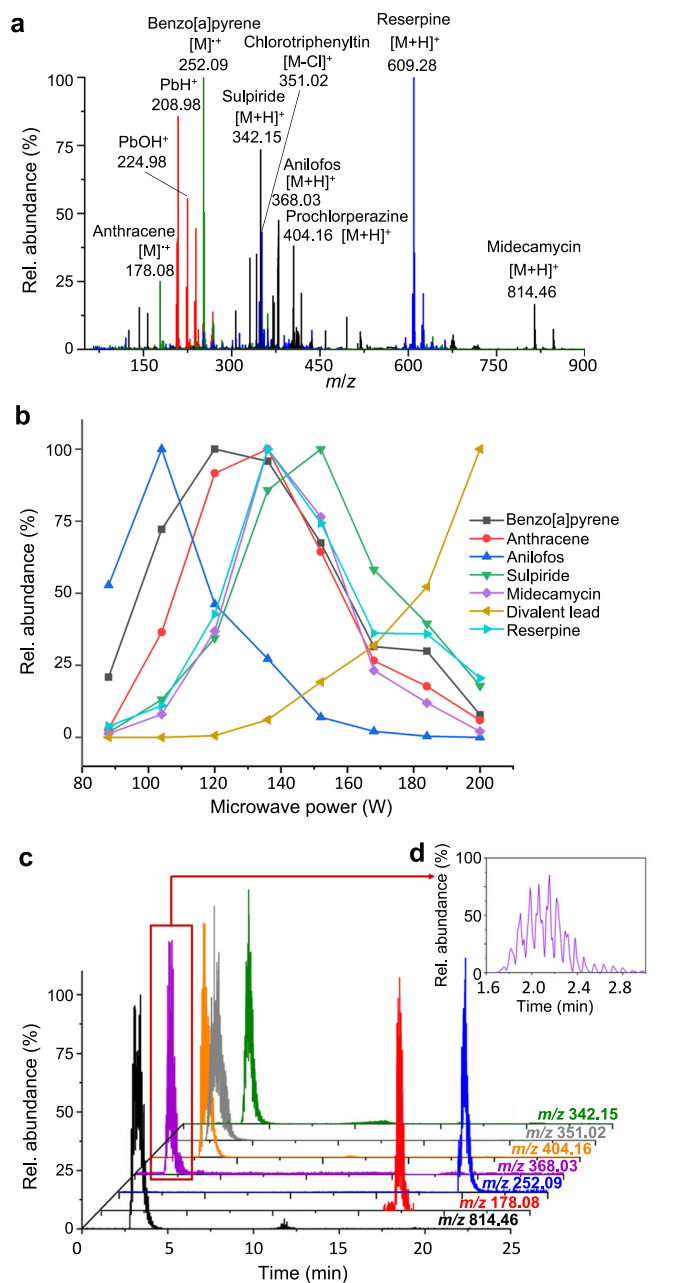 a
Benzo[a]pyrene
[M]·+
252.09
Chlorotriphenyltin
[M-Cl]+
351.02
Reserpine
[M+H]+
609.28
PbH+
208.98
Sulpiride
[M+H]+
342.15
PbOH+
224.98
Anilofos
[M+H]+
368.03
Prochlorperazine
404.16 [M+H]+
Anthracene
[M]·+
178.08
Midecamycin
[M+H]+
814.46
Rel. abundance (%)
100
75
50
25
0
150 300 450 600 750 900
m/z
b
Rel. abundance (%)
100
75
50
25
0
80 100 120 140 160 180 200
Microwave power (W)
Benzo[a]pyrene
Anthracene
Anilofos
Sulpiride
Midecamycin
Divalent lead
Reserpine
c
Rel. abundance (%)
100
75
50
25
0
0 5 10 15 20 25
Time (min)
m/z 342.15
m/z 351.02
m/z 404.16
m/z 368.03
m/z 252.09
m/z 178.08
m/z 814.46
d
Rel. abundance (%)
100
50
0
1.6 2.0 2.4 2.8
Time (min)